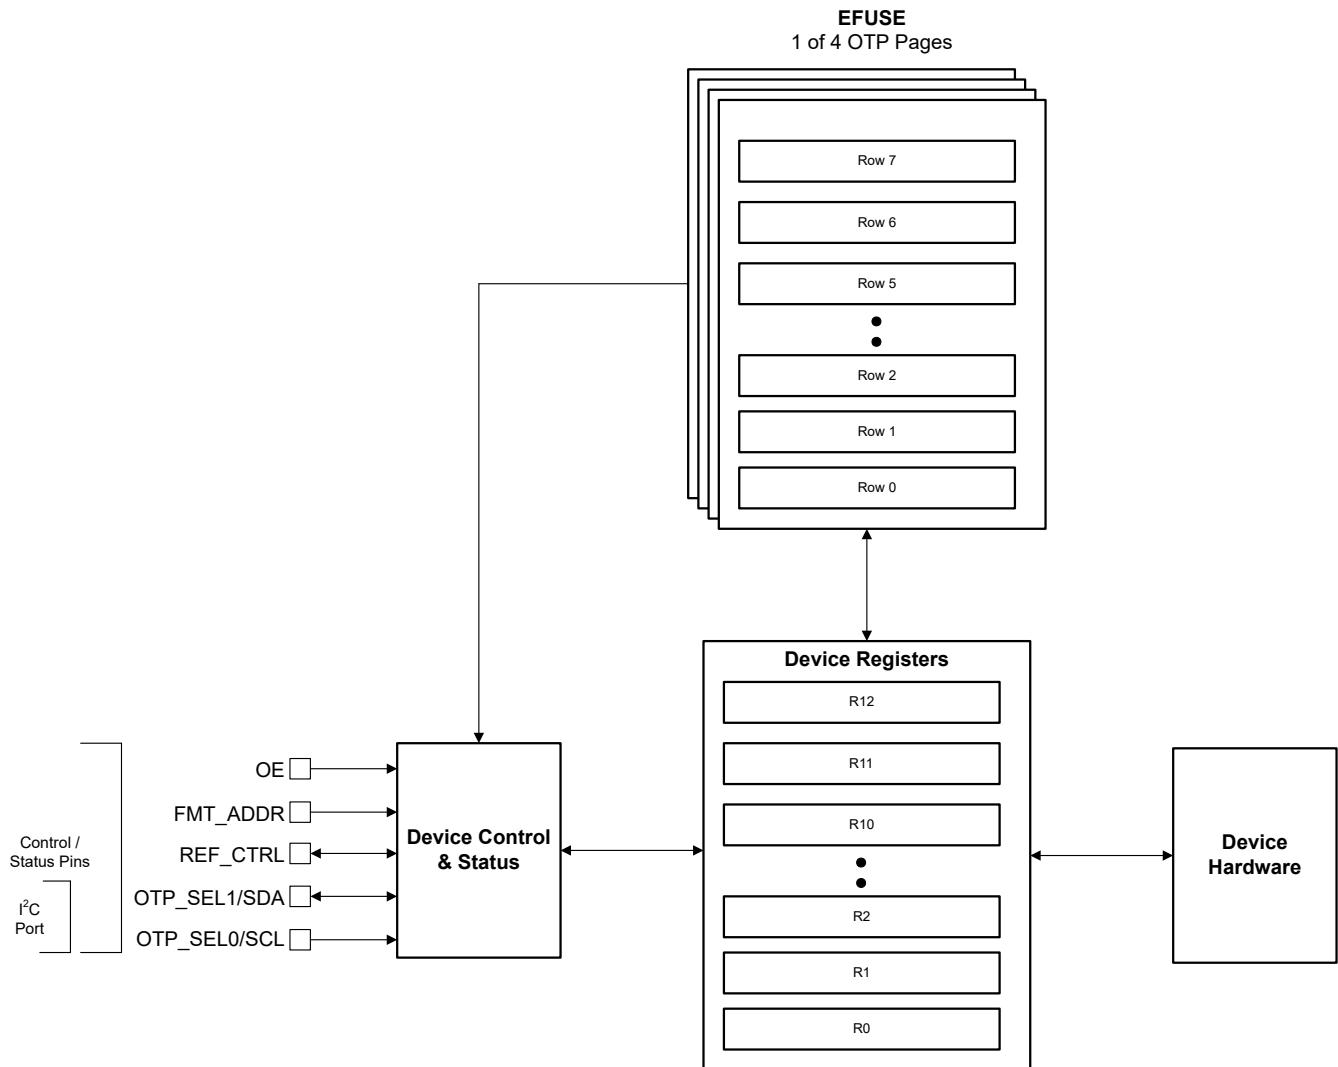 EFUSE
1 of 4 OTP Pages
Row 7
Row 6
Row 5
Row 2
Row 1
Row 0
Device Registers
R12
R11
R10
R2
R1
R0
Control /
Status Pins
I²C
Port
OE
FMT_ADDR
REF_CTRL
OTP_SEL1/SDA
OTP_SEL0/SCL
Device Control
& Status
Device
Hardware